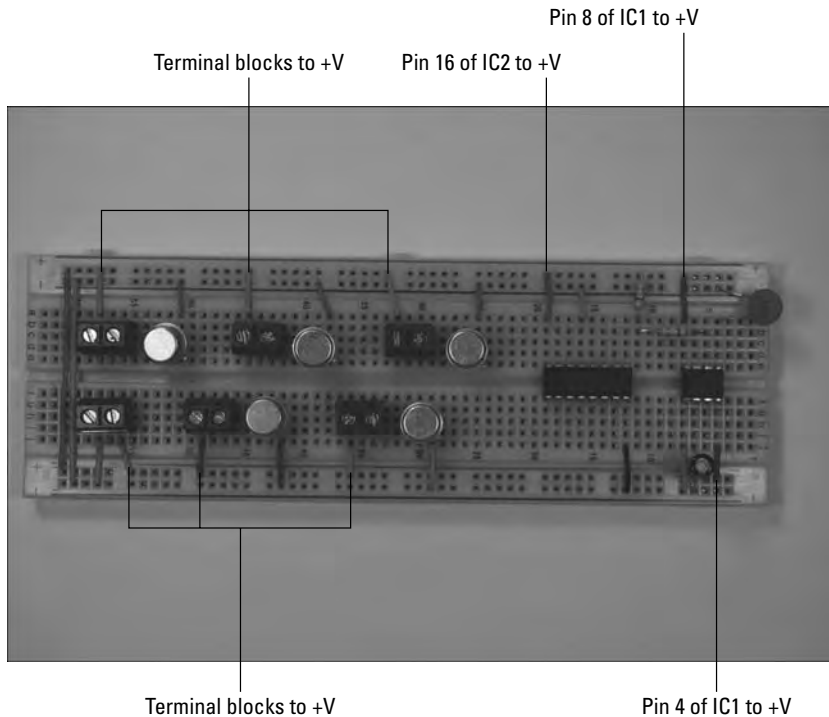 Pin 8 of IC1 to +V
Terminal blocks to +V
Pin 16 of IC2 to +V
Terminal blocks to +V
Pin 4 of IC1 to +V